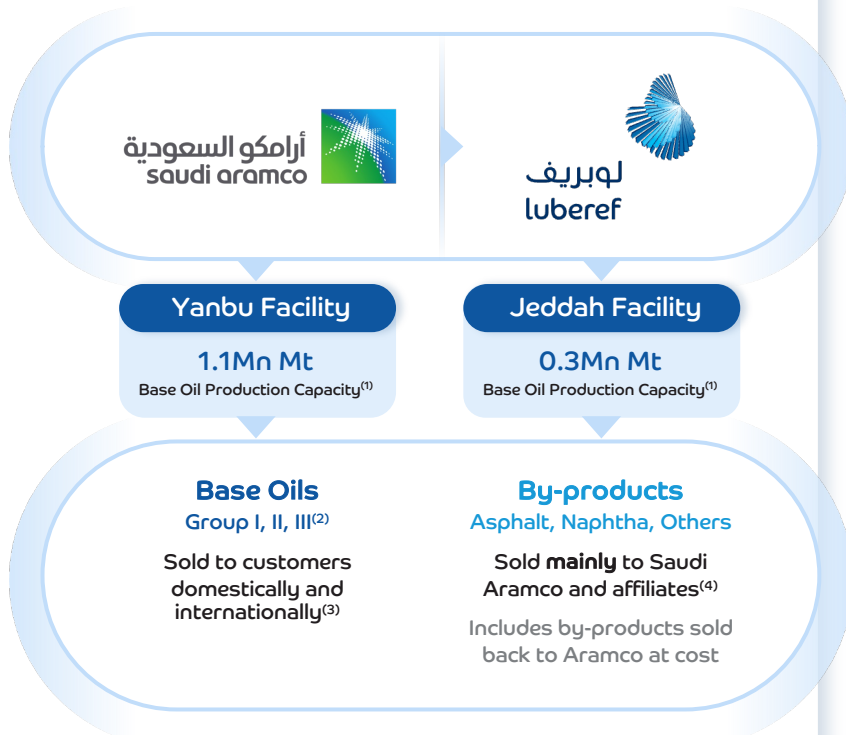 أرامكو السعودية
saudi aramco
لوبريف
luberef
Yanbu Facility
1.1Mn Mt
Base Oil Production Capacity(1)
Jeddah Facility
0.3Mn Mt
Base Oil Production Capacity(1)
Base Oils
Group I, II, III(2)
Sold to customers
domestically and
internationally(3)
By-products
Asphalt, Naphtha, Others
Sold mainly to Saudi
Aramco and affiliates(4)
Includes by-products sold
back to Aramco at cost